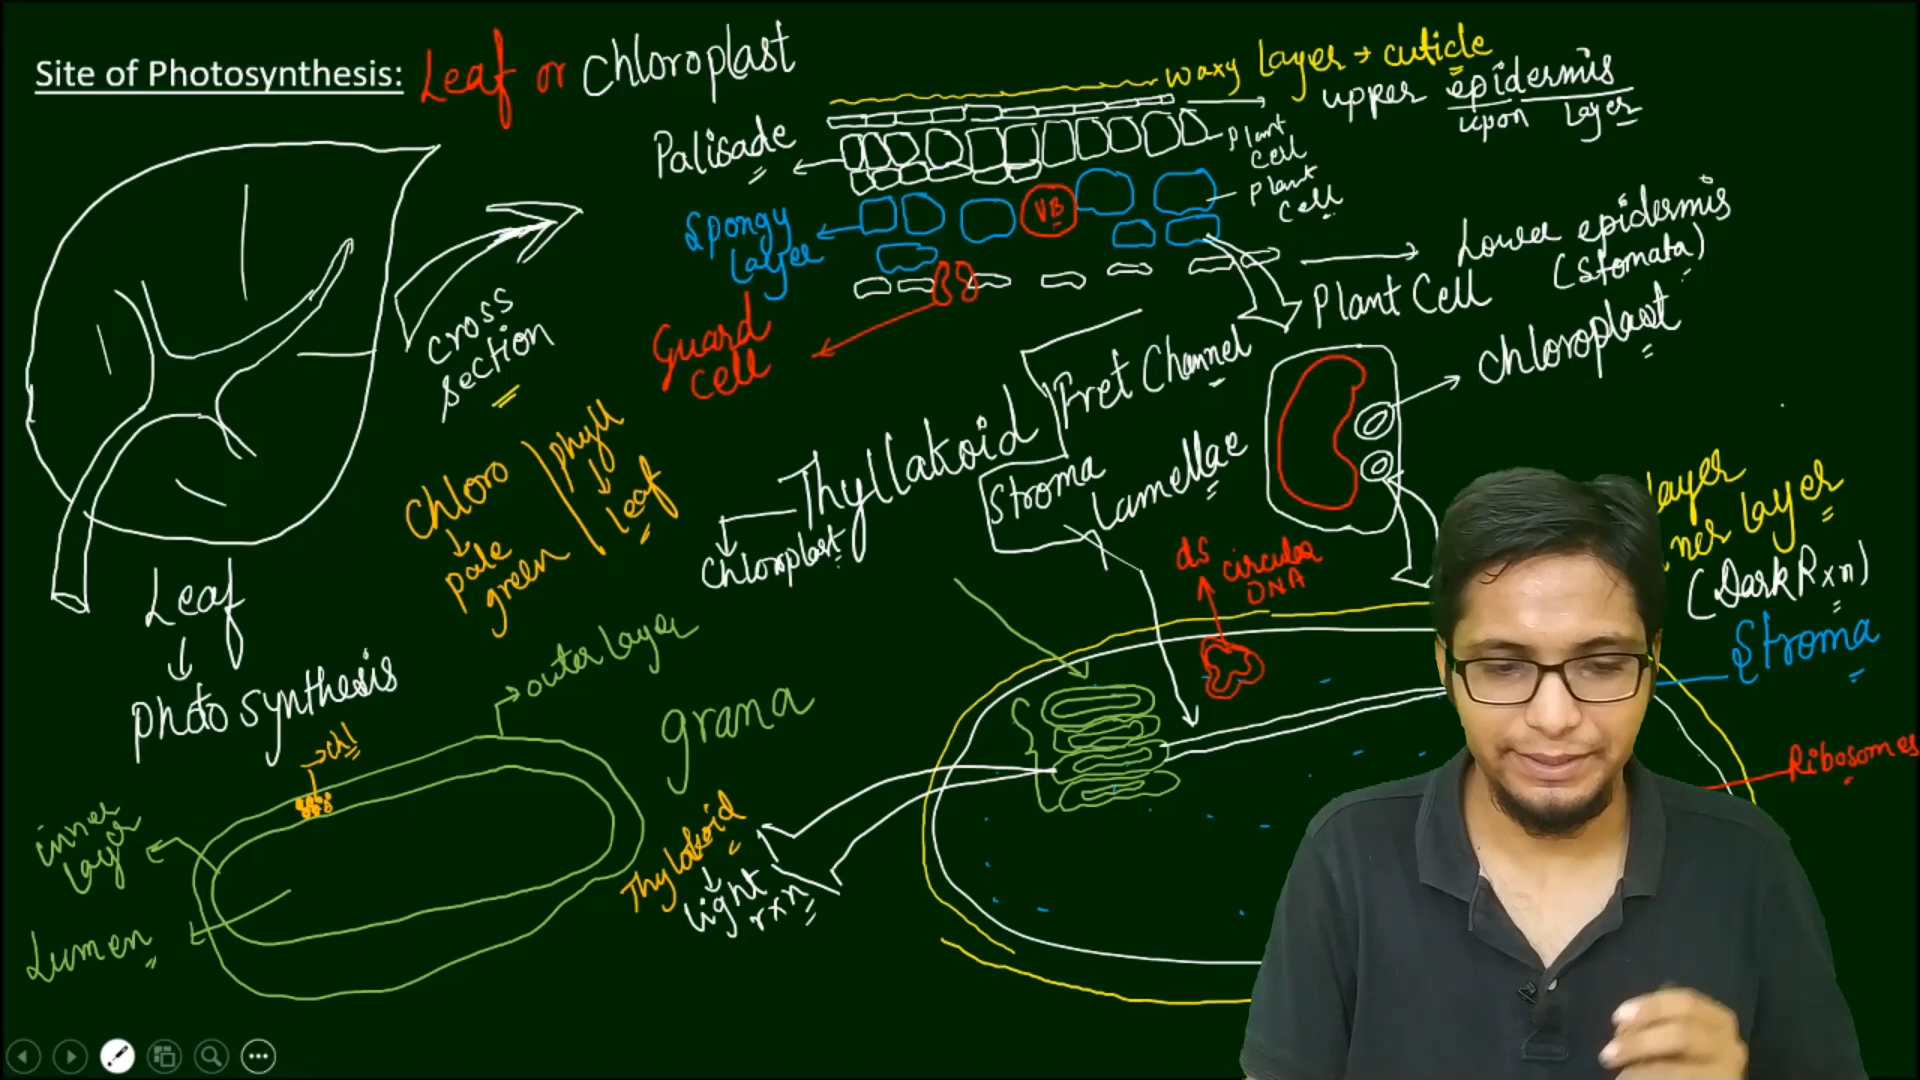 Site of Photosynthesis: Leaf or Chloroplast
waxy Layer → cuticle
upper epidermis
upon Layer
Palisade
Plant cell
Plant cell
Spongy Layer
VB
Lower epidermis
(Stomata)
Guard cell
cross section
Plant Cell
Chloroplast
Fret Channel
Thyllakoid
Stroma Lamellae
Chloroplast
Chloro
pale green
phyll
Leaf
Leaf
Photosynthesis
ds circular DNA
layer
ner layer
(Dark Rxn)
Stroma
Ribosomes
outer layer
grana
chl
inner layer
Lumen
Thylakoid
light rxn